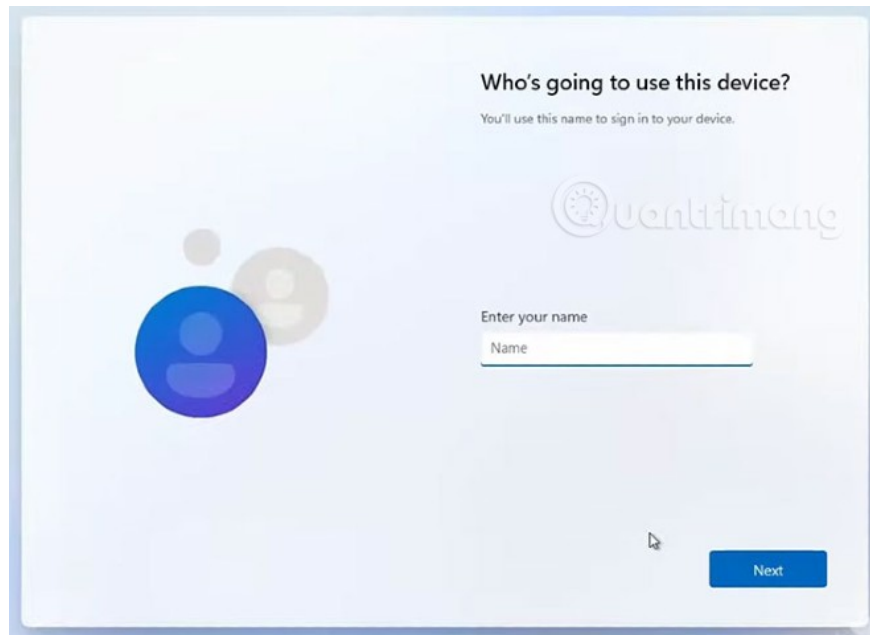 Who's going to use this device?
You'll use this name to sign in to your device.
Quantrimang
Enter your name
Name
Next